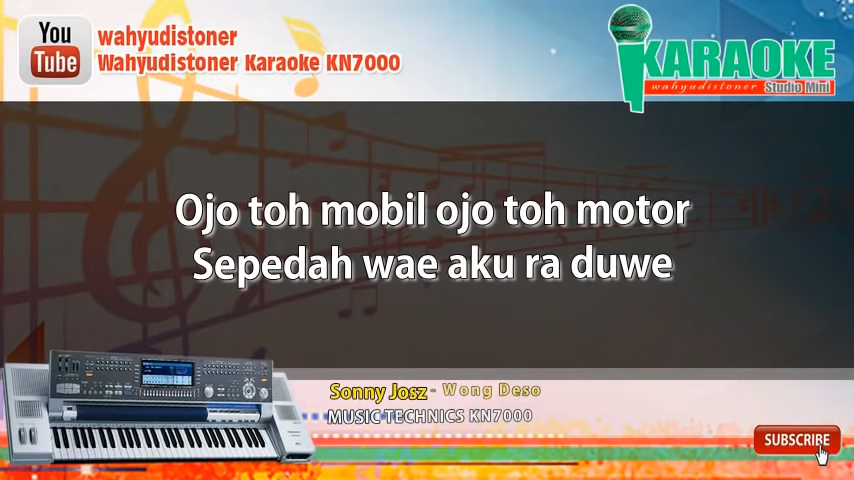 You
Tube
wahyudistoner
Wahyudistoner Karaoke KN7000
KARAOKE
wahyudistoner Studio Mini
Ojo toh mobil ojo toh motor
Sepedah wae aku ra duwe
Sonny Josz - Wong Deso
MUSIC TECHNICS KN7000
SUBSCRIBE